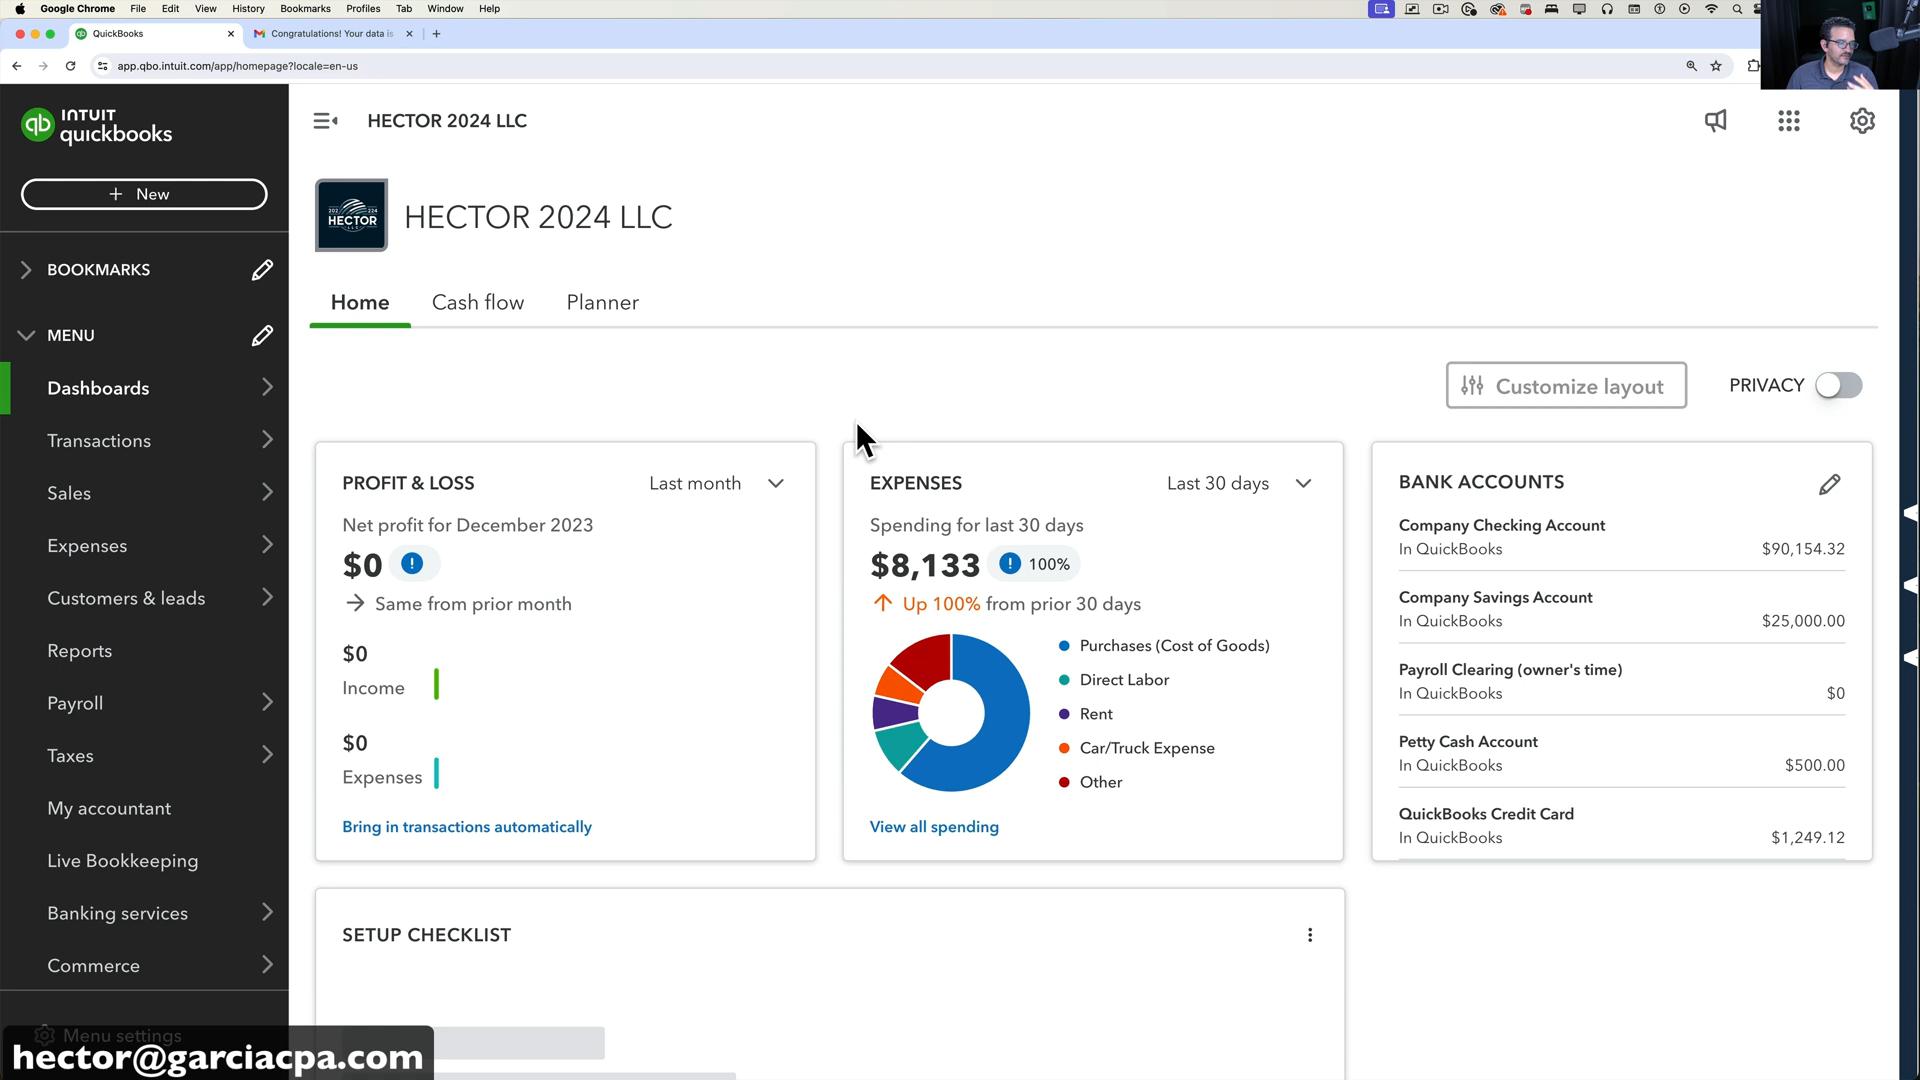 Google Chrome File Edit View History Bookmarks Profiles Tab Window Help
QuickBooks
Congratulations! Your data is
app.qbo.intuit.com/app/homepage?locale=en-us
INTUIT
quickbooks
qb
HECTOR 2024 LLC
+ New
HECTOR
HECTOR 2024 LLC
BOOKMARKS
Home Cash flow Planner
MENU
Dashboards
Transactions
Sales
Expenses
Customers & leads
Reports
Payroll
Taxes
My accountant
Live Bookkeeping
Banking services
Commerce
Menu settings
Customize layout
PRIVACY
PROFIT & LOSS
Last month
Net profit for December 2023
$0
Same from prior month
$0
Income
$0
Expenses
Bring in transactions automatically
EXPENSES
Last 30 days
Spending for last 30 days
$8,133
100%
Up 100% from prior 30 days
Purchases (Cost of Goods)
Direct Labor
Rent
Car/Truck Expense
Other
View all spending
BANK ACCOUNTS
Company Checking Account
In QuickBooks $90,154.32
Company Savings Account
In QuickBooks $25,000.00
Payroll Clearing (owner's time)
In QuickBooks $0
Petty Cash Account
In QuickBooks $500.00
QuickBooks Credit Card
In QuickBooks $1,249.12
SETUP CHECKLIST
hector@garciacpa.com